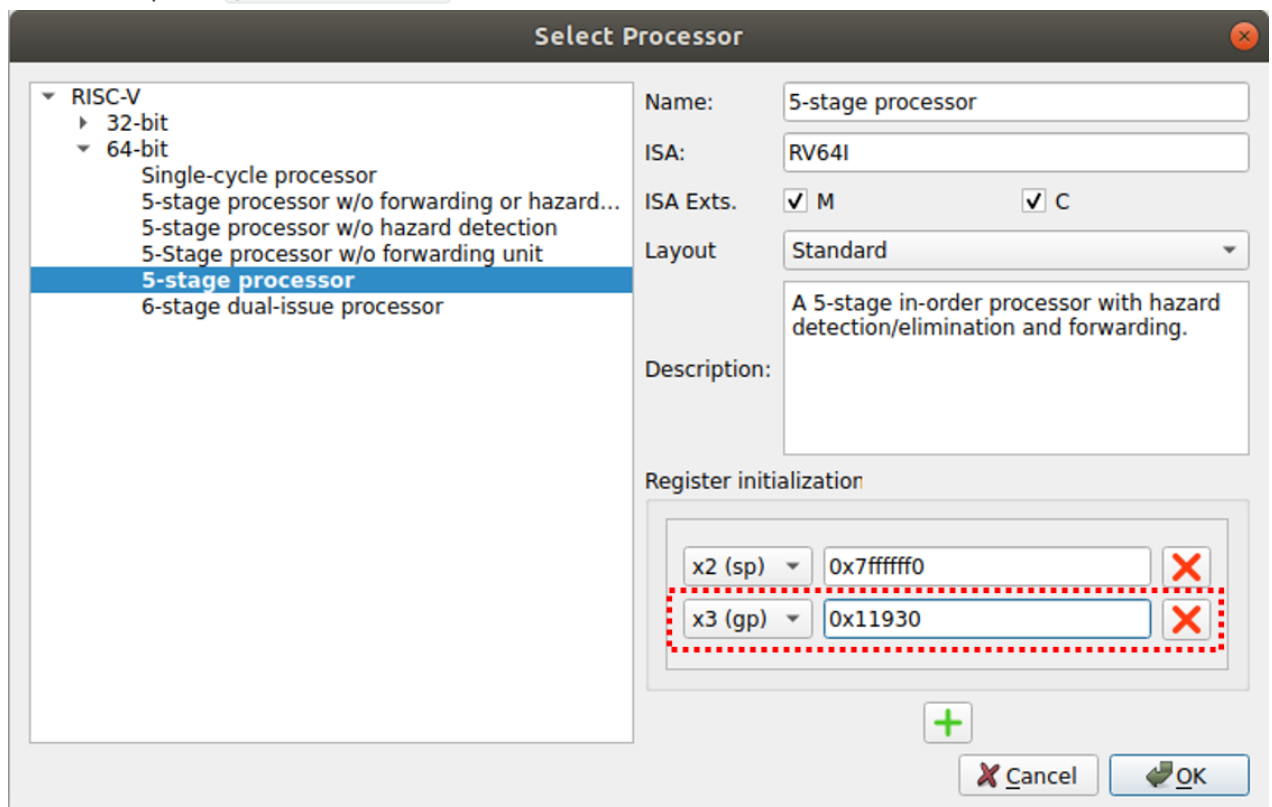 Select Processor
RISC-V
32-bit
64-bit
Single-cycle processor
5-stage processor w/o forwarding or hazard...
5-stage processor w/o hazard detection
5-Stage processor w/o forwarding unit
5-stage processor
6-stage dual-issue processor
Name:
5-stage processor
ISA:
RV64I
ISA Exts.
M
C
Layout
Standard
Description:
A 5-stage in-order processor with hazard
detection/elimination and forwarding.
Register initialization
x2 (sp)
0x7ffffff0
x3 (gp)
0x11930
Cancel
OK